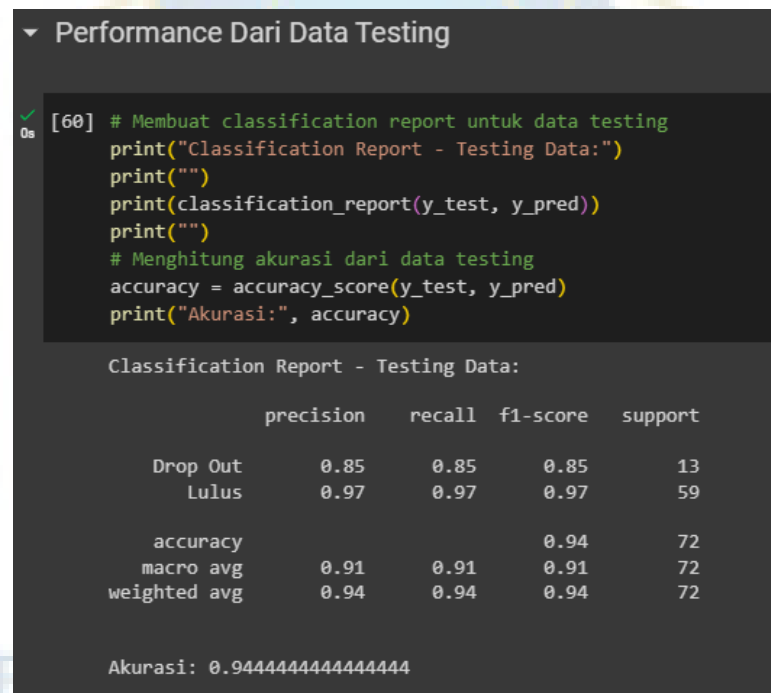 Performance Dari Data Testing
[60] # Membuat classification report untuk data testing
0s
print("Classification Report - Testing Data:")
print("")
print(classification_report(y_test, y_pred))
print("")
# Menghitung akurasi dari data testing
accuracy = accuracy_score(y_test, y_pred)
print("Akurasi:", accuracy)
Classification Report - Testing Data:
precision recall f1-score support
Drop Out 0.85 0.85 0.85 13
Lulus 0.97 0.97 0.97 59
accuracy 0.94 72
macro avg 0.91 0.91 0.91 72
weighted avg 0.94 0.94 0.94 72
Akurasi: 0.9444444444444444